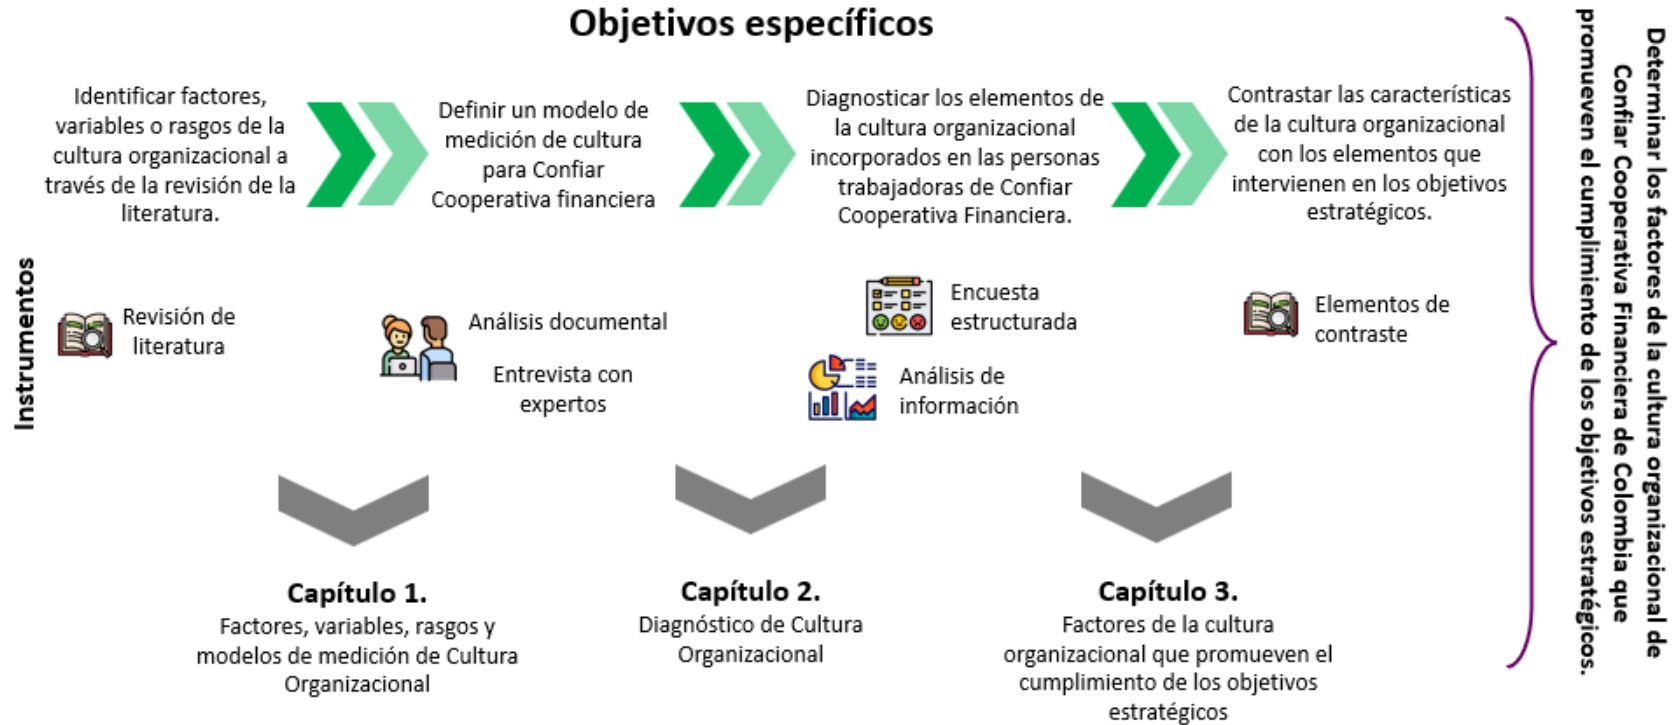 Objetivos específicos
Identificar factores,
variables o rasgos de la
cultura organizacional a
través de la revisión de la
literatura.
Definir un modelo de
medición de cultura
para Confiar
Cooperativa financiera
Diagnosticar los elementos de
la cultura organizacional
incorporados en las personas
trabajadoras de Confiar
Cooperativa Financiera.
Contrastar las características
de la cultura organizacional
con los elementos que
intervienen en los objetivos
estratégicos.
Instrumentos
Revisión de
literatura
Análisis documental
Entrevista con
expertos
Encuesta
estructurada
Análisis de
información
Elementos de
contraste
Capítulo 1.
Factores, variables, rasgos y
modelos de medición de Cultura
Organizacional
Capítulo 2.
Diagnóstico de Cultura
Organizacional
Capítulo 3.
Factores de la cultura
organizacional que promueven el
cumplimiento de los objetivos
estratégicos
Determinar los factores de la cultura organizacional de
Confiar Cooperativa Financiera de Colombia que
promueven el cumplimiento de los objetivos estratégicos.